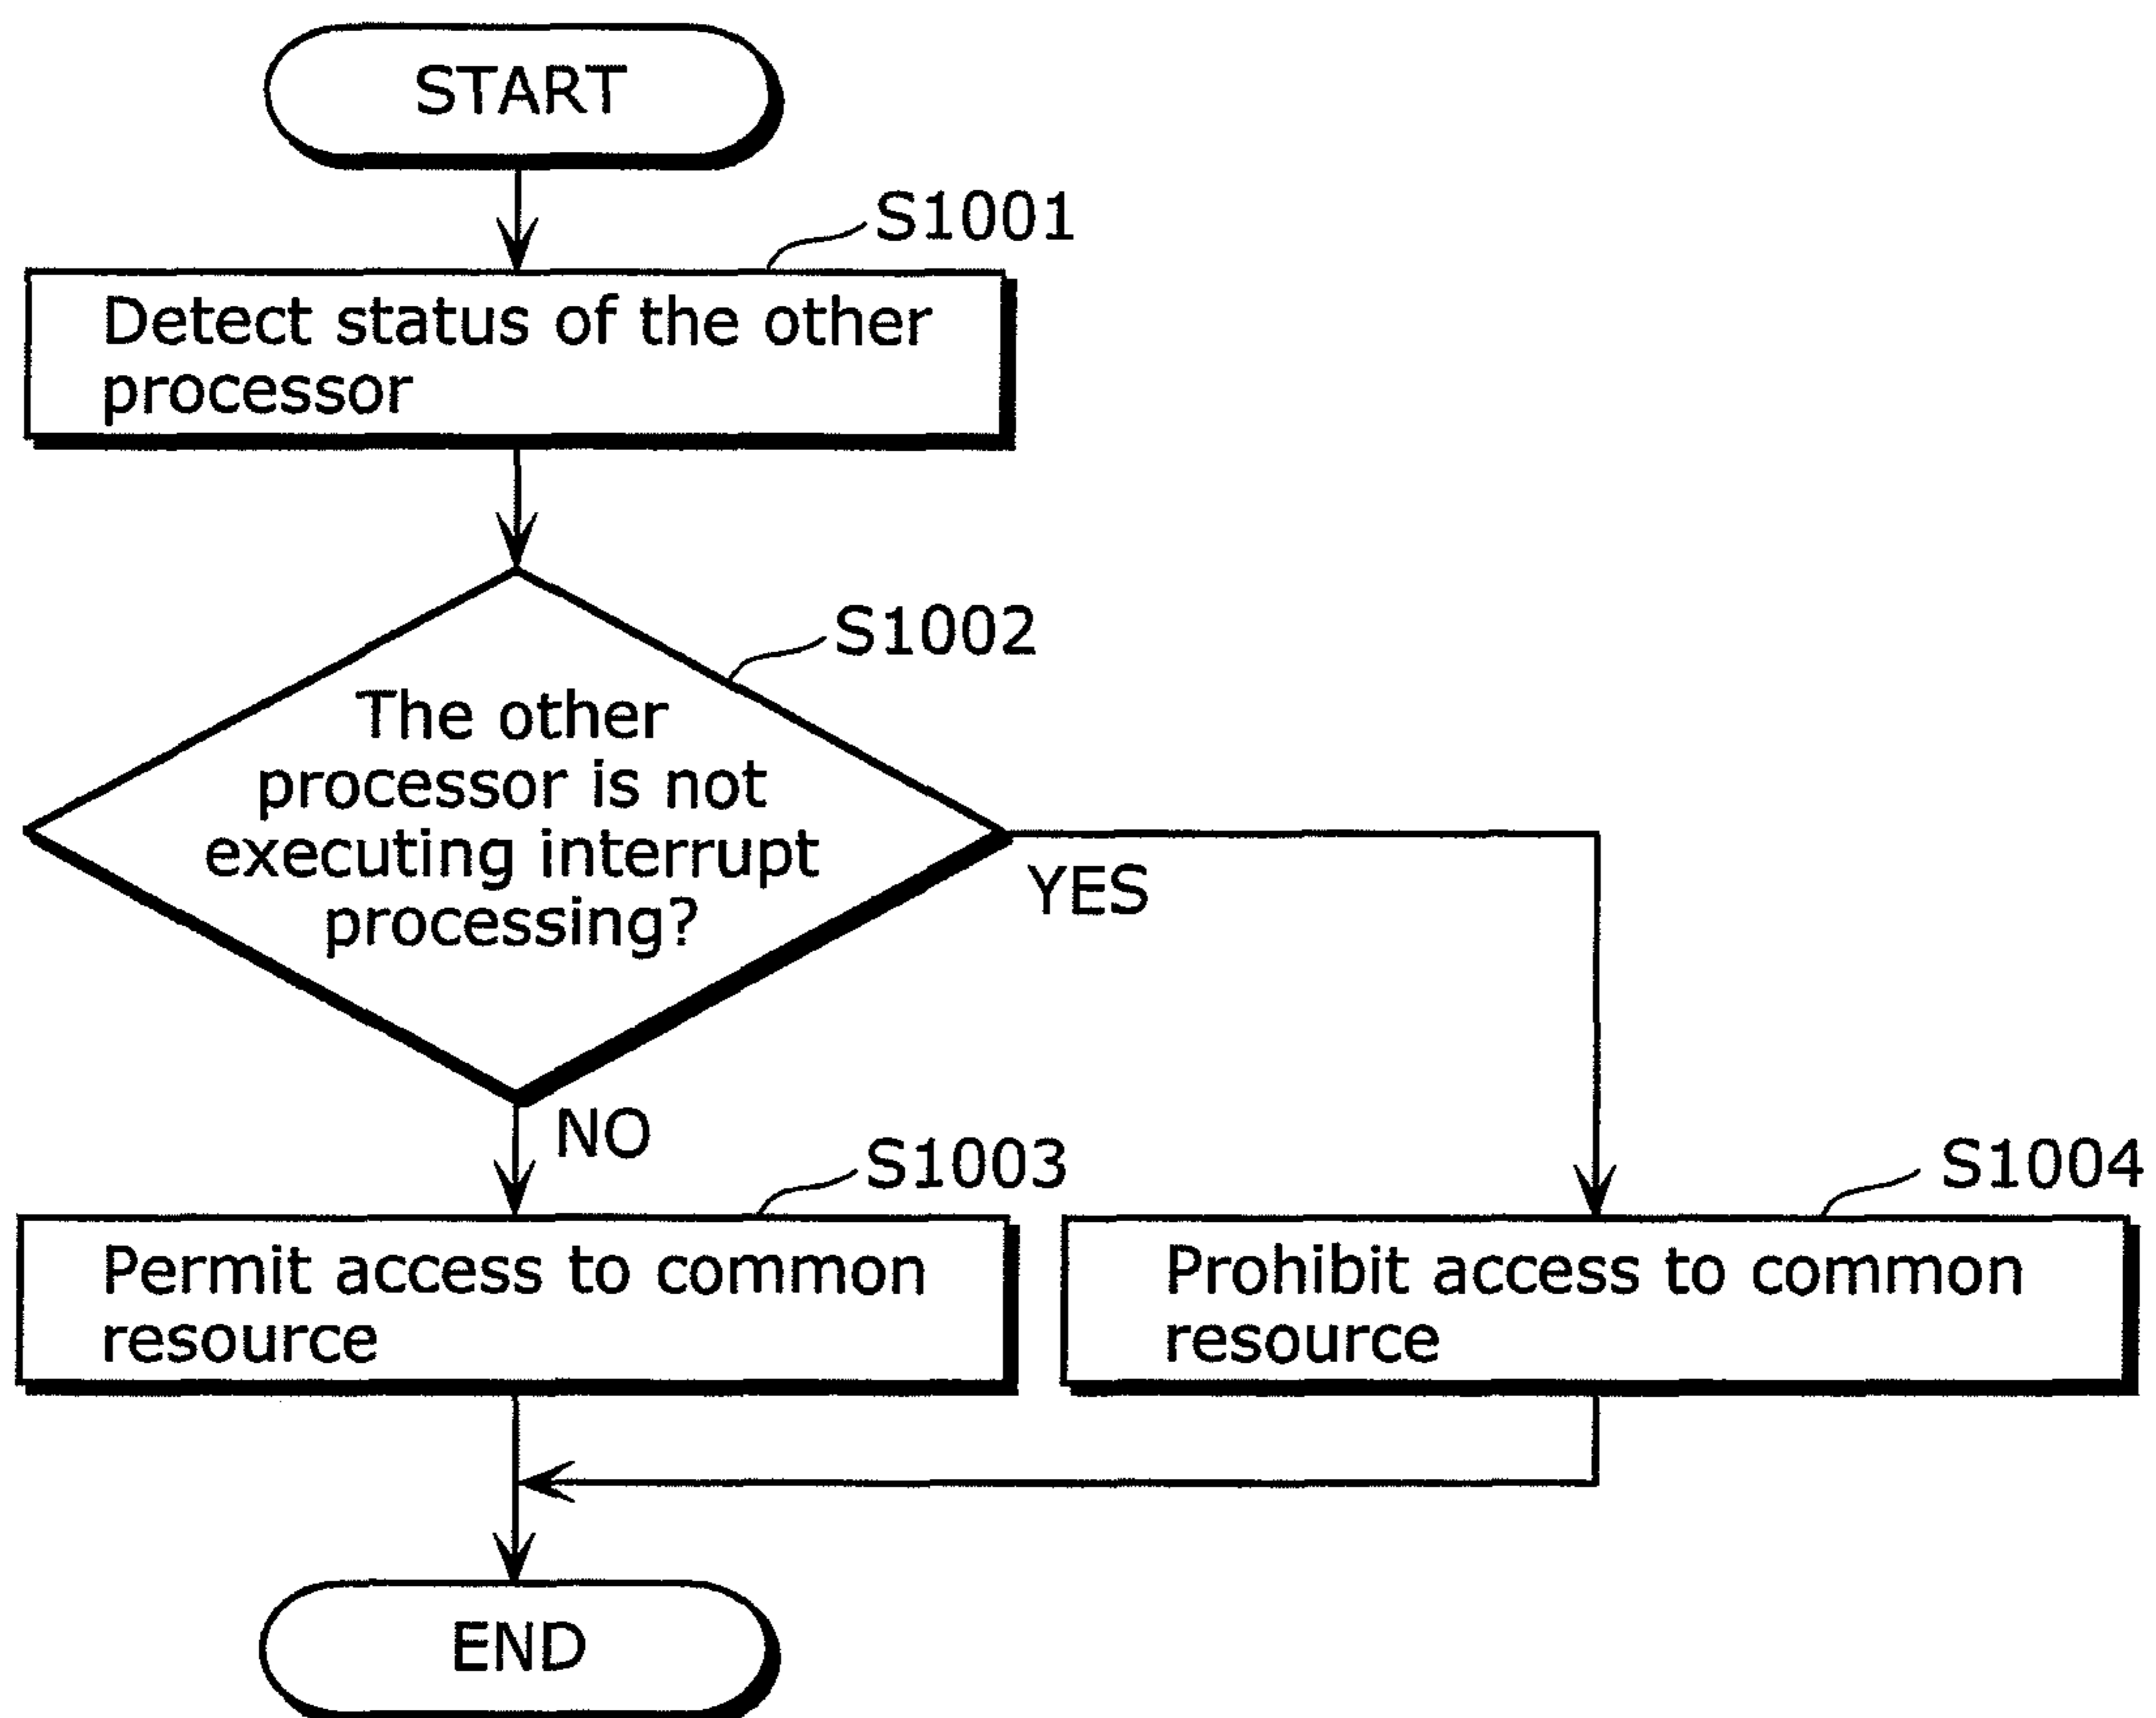 START
S1001
Detect status of the other
processor
S1002
The other
processor is not
executing interrupt
processing?
YES
NO
S1003
S1004
Permit access to common
resource
Prohibit access to common
resource
END